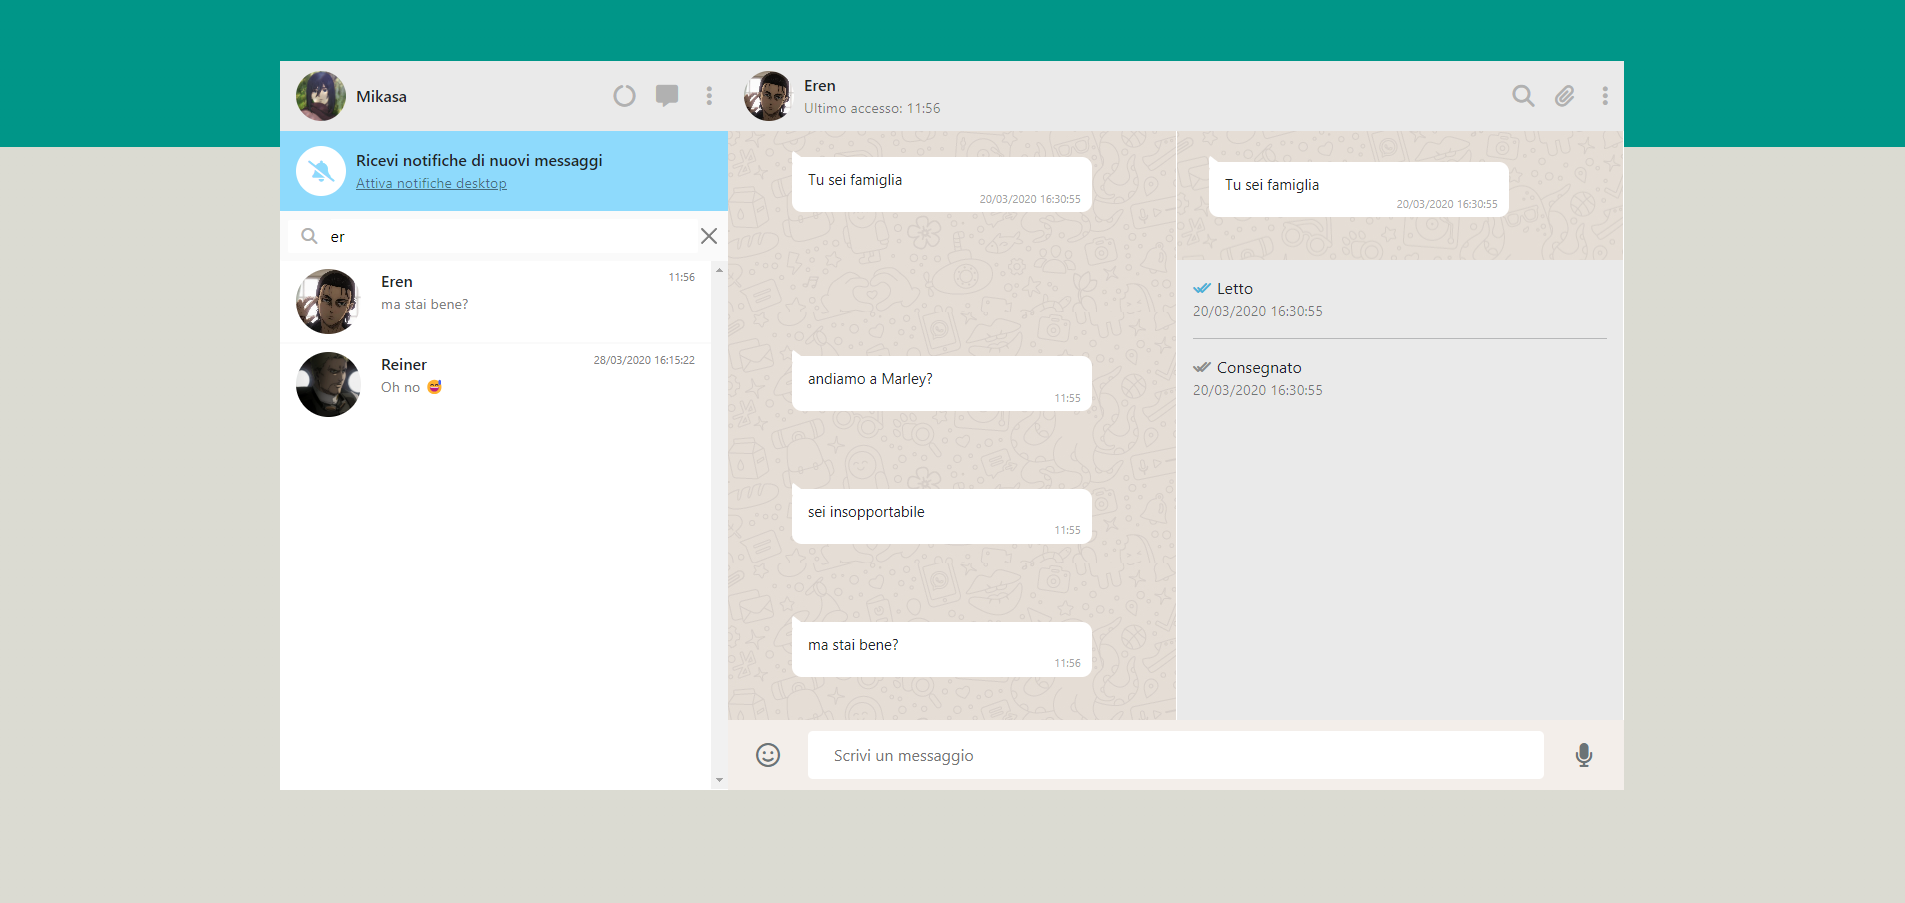 Mikasa
Ricevi notifiche di nuovi messaggi
Attiva notifiche desktop
er
Eren
11:56
ma stai bene?
Reiner
28/03/2020 16:15:22
Oh no 😅
Eren
Ultimo accesso: 11:56
Tu sei famiglia
20/03/2020 16:30:55
andiamo a Marley?
11:55
sei insopportabile
11:55
ma stai bene?
11:56
Tu sei famiglia
20/03/2020 16:30:55
Letto
20/03/2020 16:30:55
Consegnato
20/03/2020 16:30:55
Scrivi un messaggio